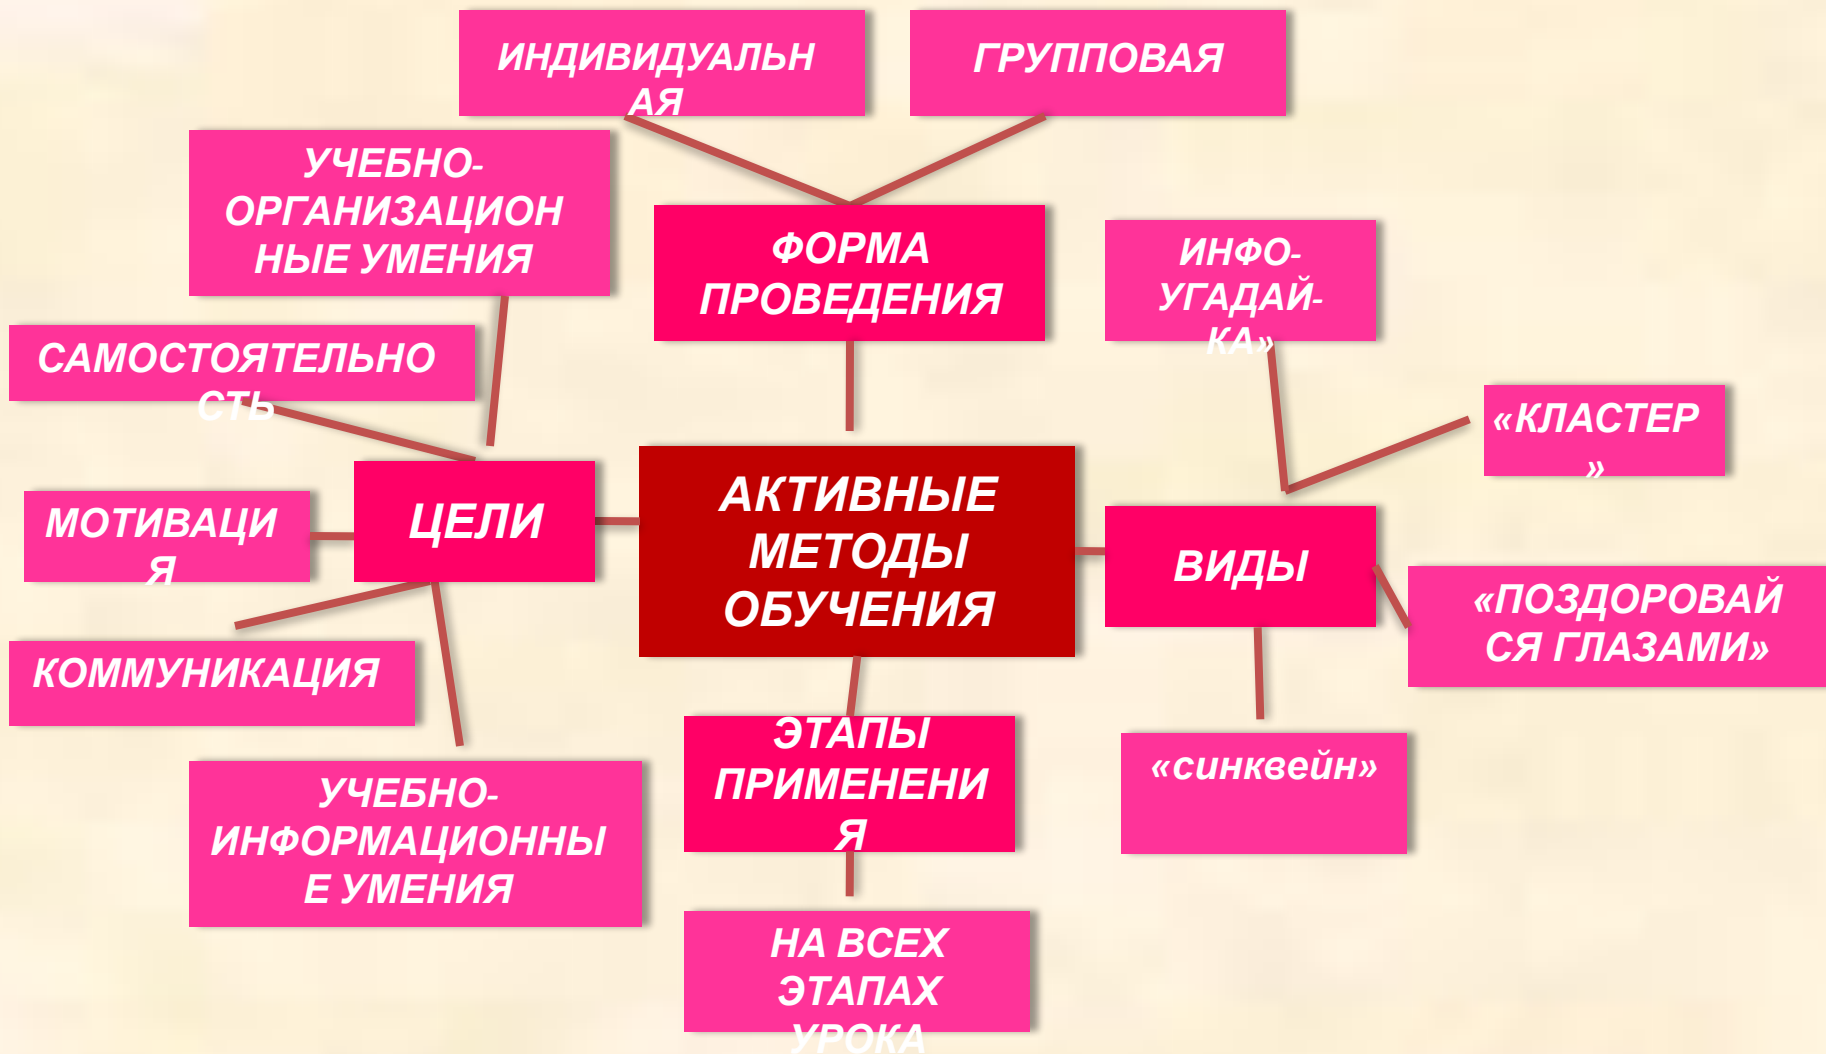 ИНДИВИДУАЛЬН
АЯ
ГРУППОВАЯ
УЧЕБНО-
ОРГАНИЗАЦИОН
НЫЕ УМЕНИЯ
ФОРМА
ПРОВЕДЕНИЯ
ИНФО-
УГАДАЙ-
КА»
САМОСТОЯТЕЛЬНО
СТЬ
«КЛАСТЕР
»
МОТИВАЦИ
Я
ЦЕЛИ
АКТИВНЫЕ
МЕТОДЫ
ОБУЧЕНИЯ
ВИДЫ
«ПОЗДОРОВАЙ
СЯ ГЛАЗАМИ»
КОММУНИКАЦИЯ
ЭТАПЫ
ПРИМЕНЕНИ
Я
«синквейн»
УЧЕБНО-
ИНФОРМАЦИОННЫ
Е УМЕНИЯ
НА ВСЕХ
ЭТАПАХ
УРОКА